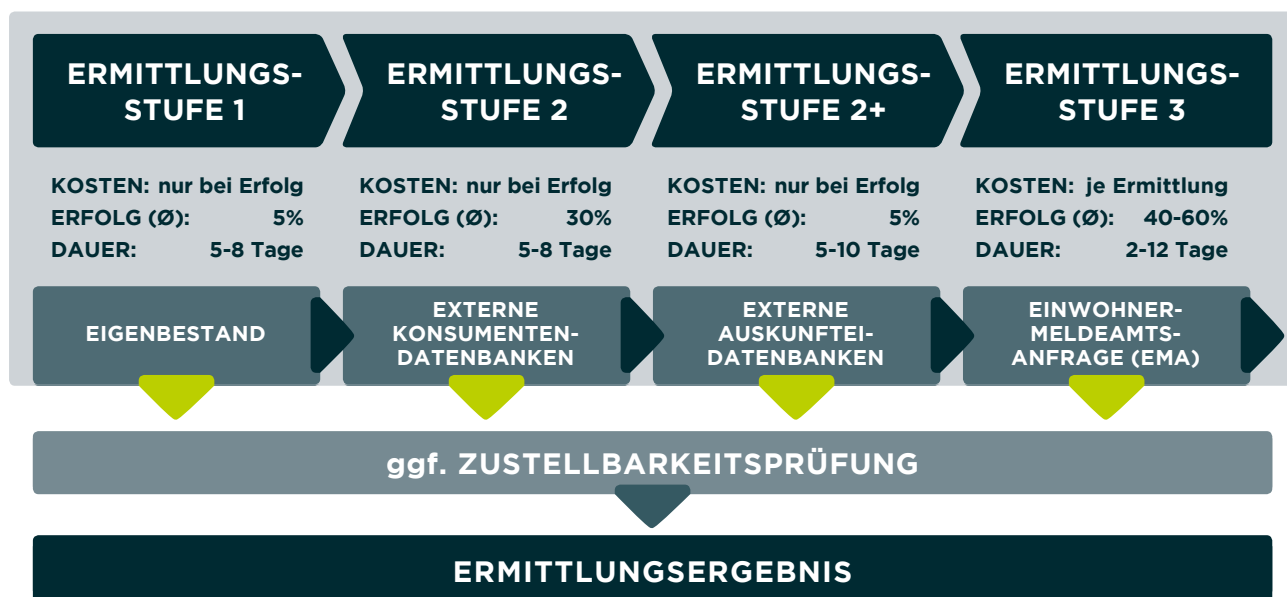 ERMITTLUNGS-
STUFE 1
ERMITTLUNGS-
STUFE 2
ERMITTLUNGS-
STUFE 2+
ERMITTLUNGS-
STUFE 3
KOSTEN: nur bei Erfolg
ERFOLG (Ø): 5%
DAUER: 5-8 Tage
KOSTEN: nur bei Erfolg
ERFOLG (Ø): 30%
DAUER: 5-8 Tage
KOSTEN: nur bei Erfolg
ERFOLG (Ø): 5%
DAUER: 5-10 Tage
KOSTEN: je Ermittlung
ERFOLG (Ø): 40-60%
DAUER: 2-12 Tage
EIGENBESTAND
EXTERNE
KONSUMENTEN-
DATENBANKEN
EXTERNE
AUSKUNFTEI-
DATENBANKEN
EINWOHNER-
MELDEAMTS-
ANFRAGE (EMA)
ggf. ZUSTELLBARKEITSPRÜFUNG
ERMITTLUNGSERGEBNIS